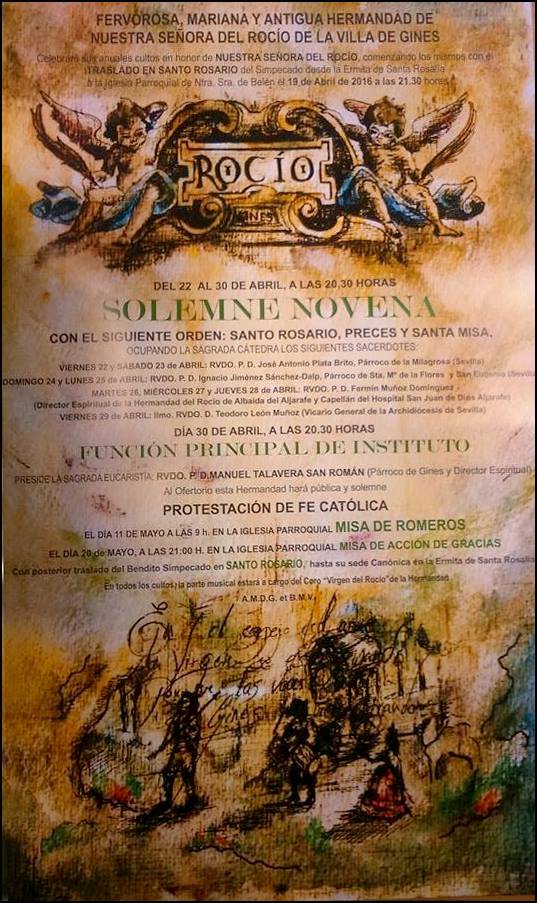 FERVOROSA, MARIANA Y ANTIGUA HERMANDAD DE
NUESTRA SEÑORA DEL ROCÍO DE LA VILLA DE GINES
Celebrará sus anuales cultos en honor de NUESTRA SEÑORA DEL ROCÍO, comenzando los mismos con el
TRASLADO EN SANTO ROSARIO del Simpecado desde la Ermita de Santa Rosalía
a la Iglesia Parroquial de Ntra. Sra. de Belén el 19 de Abril de 2016 a las 21.30 horas
ROCÍO
GINES
DEL 22 AL 30 DE ABRIL, A LAS 20,30 HORAS
SOLEMNE NOVENA
CON EL SIGUIENTE ORDEN: SANTO ROSARIO, PRECES Y SANTA MISA,
OCUPANDO LA SAGRADA CÁTEDRA LOS SIGUIENTES SACERDOTES:
VIERNES 22 y SÁBADO 23 de ABRIL: RVDO. P. D. José Antonio Plata Brito, Párroco de la Milagrosa (Sevilla)
DOMINGO 24 y LUNES 25 de ABRIL: RVDO. P. D. Ignacio Jiménez Sánchez-Dalp, Párroco de Sta. Mª de la Flores y San Eugenio (Sevilla)
MARTES 26, MIÉRCOLES 27 y JUEVES 28 de ABRIL: RVDO. P. D. Fermín Muñoz Domínguez
(Director Espiritual de la Hermandad del Rocío de Albaida del Aljarafe y Capellán del Hospital San Juan de Dios Aljarafe)
VIERNES 29 de ABRIL: Ilmo. RVDO. D. Teodoro León Muñoz (Vicario General de la Archidiócesis de Sevilla)
DÍA 30 DE ABRIL, A LAS 20.30 HORAS
FUNCIÓN PRINCIPAL DE INSTITUTO
PRESIDE LA SAGRADA EUCARISTÍA: RVDO. P. D. MANUEL TALAVERA SAN ROMÁN (Párroco de Gines y Director Espiritual)
Al Ofertorio esta Hermandad hará pública y solemne
PROTESTACIÓN DE FE CATÓLICA
EL DÍA 11 DE MAYO A LAS 9 h. EN LA IGLESIA PARROQUIAL MISA DE ROMEROS
EL DÍA 20 de MAYO, A LAS 21:00 H. EN LA IGLESIA PARROQUIAL MISA DE ACCIÓN DE GRACIAS
Con posterior traslado del Bendito Simpecado en SANTO ROSARIO, hasta su sede Canónica en la Ermita de Santa Rosalía
En todos los cultos, la parte musical estará a cargo del Coro "Virgen del Rocío" de la Hermandad
A.M.D.G. et B.M.V.
el espejo del
la Virgen se
las